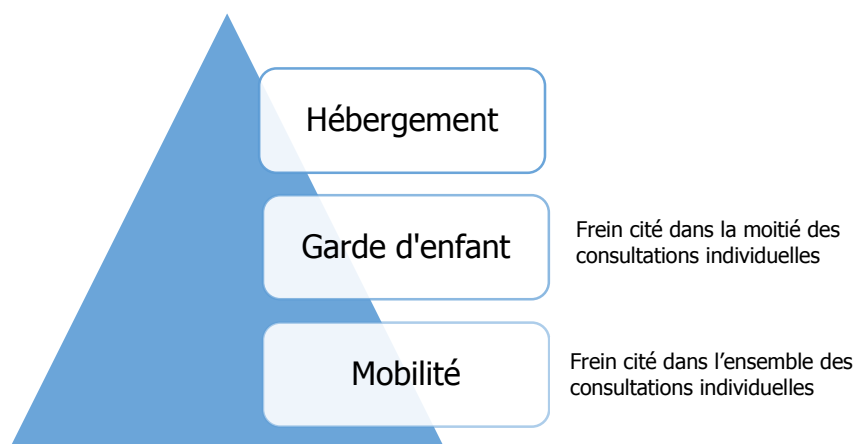 Hébergement
Garde d'enfant
Frein cité dans la moitié des
consultations individuelles
Mobilité
Frein cité dans l’ensemble des
consultations individuelles